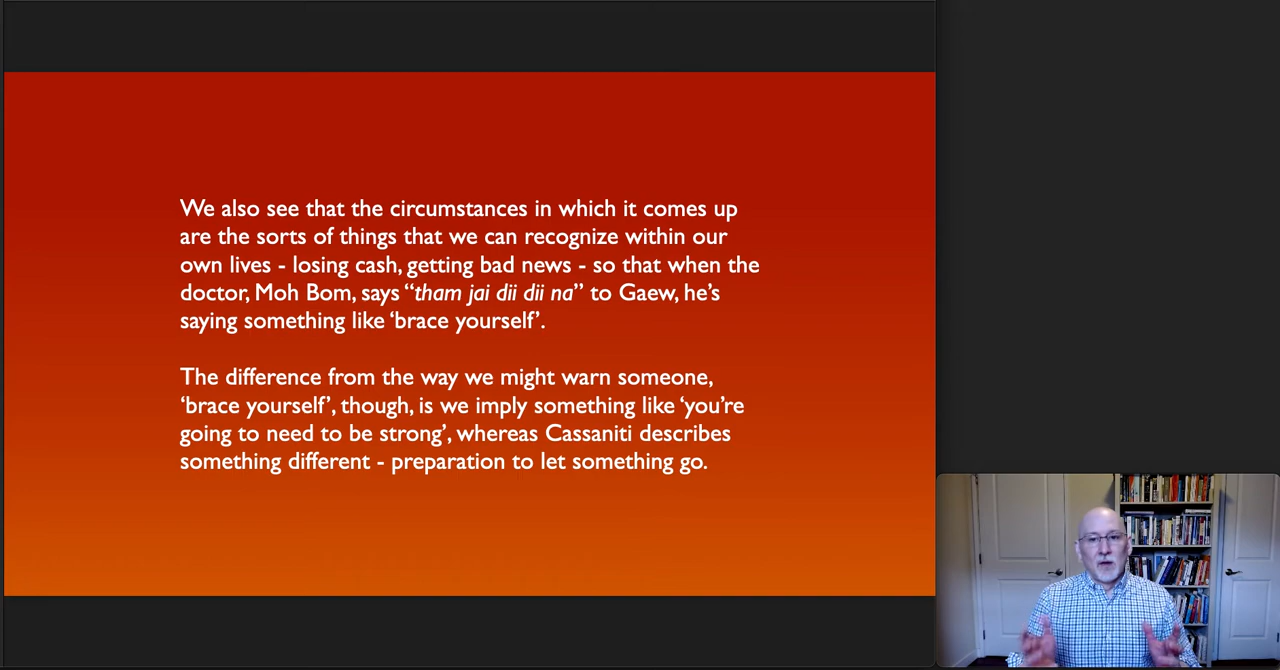 We also see that the circumstances in which it comes up
are the sorts of things that we can recognize within our
own lives - losing cash, getting bad news - so that when the
doctor, Moh Bom, says “tham jai dii dii na” to Gaew, he’s
saying something like ‘brace yourself’.
The difference from the way we might warn someone,
‘brace yourself’, though, is we imply something like ‘you’re
going to need to be strong’, whereas Cassaniti describes
something different - preparation to let something go.